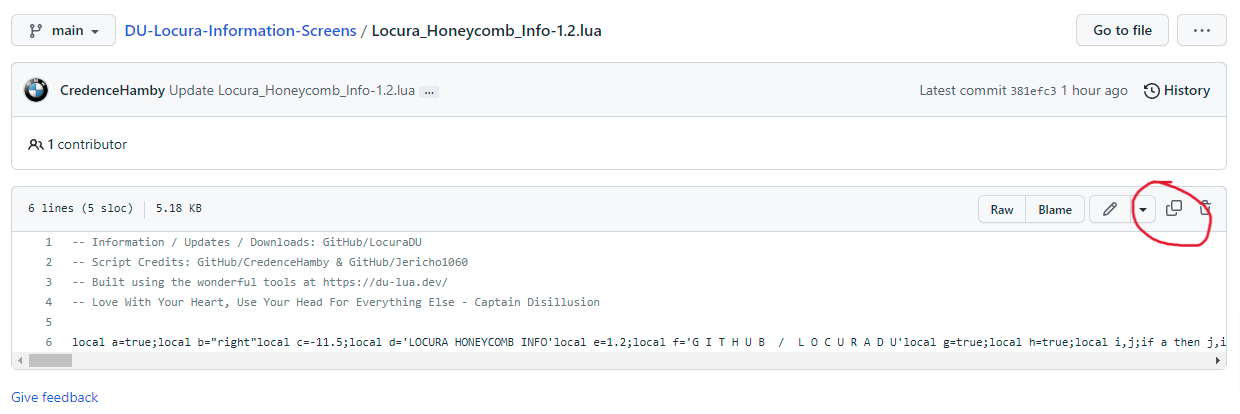 main DU-Locura-Information-Screens / Locura_Honeycomb_Info-1.2.lua Go to file ...
CredenceHamby Update Locura_Honeycomb_Info-1.2.lua ... Latest commit 381efc3 1 hour ago History
1 contributor
6 lines (5 sloc) 5.18 KB Raw Blame
1 -- Information / Updates / Downloads: GitHub/LocuraDU
2 -- Script Credits: GitHub/CredenceHamby & GitHub/Jericho1060
3 -- Built using the wonderful tools at https://du-lua.dev/
4 -- Love With Your Heart, Use Your Head For Everything Else - Captain Disillusion
5
6 local a=true;local b="right"local c=-11.5;local d='LOCURA HONEYCOMB INFO'local e=1.2;local f='G I T H U B  /  L O C U R A D U'local g=true;local h=true;local i,j;if a then j,i
Give feedback